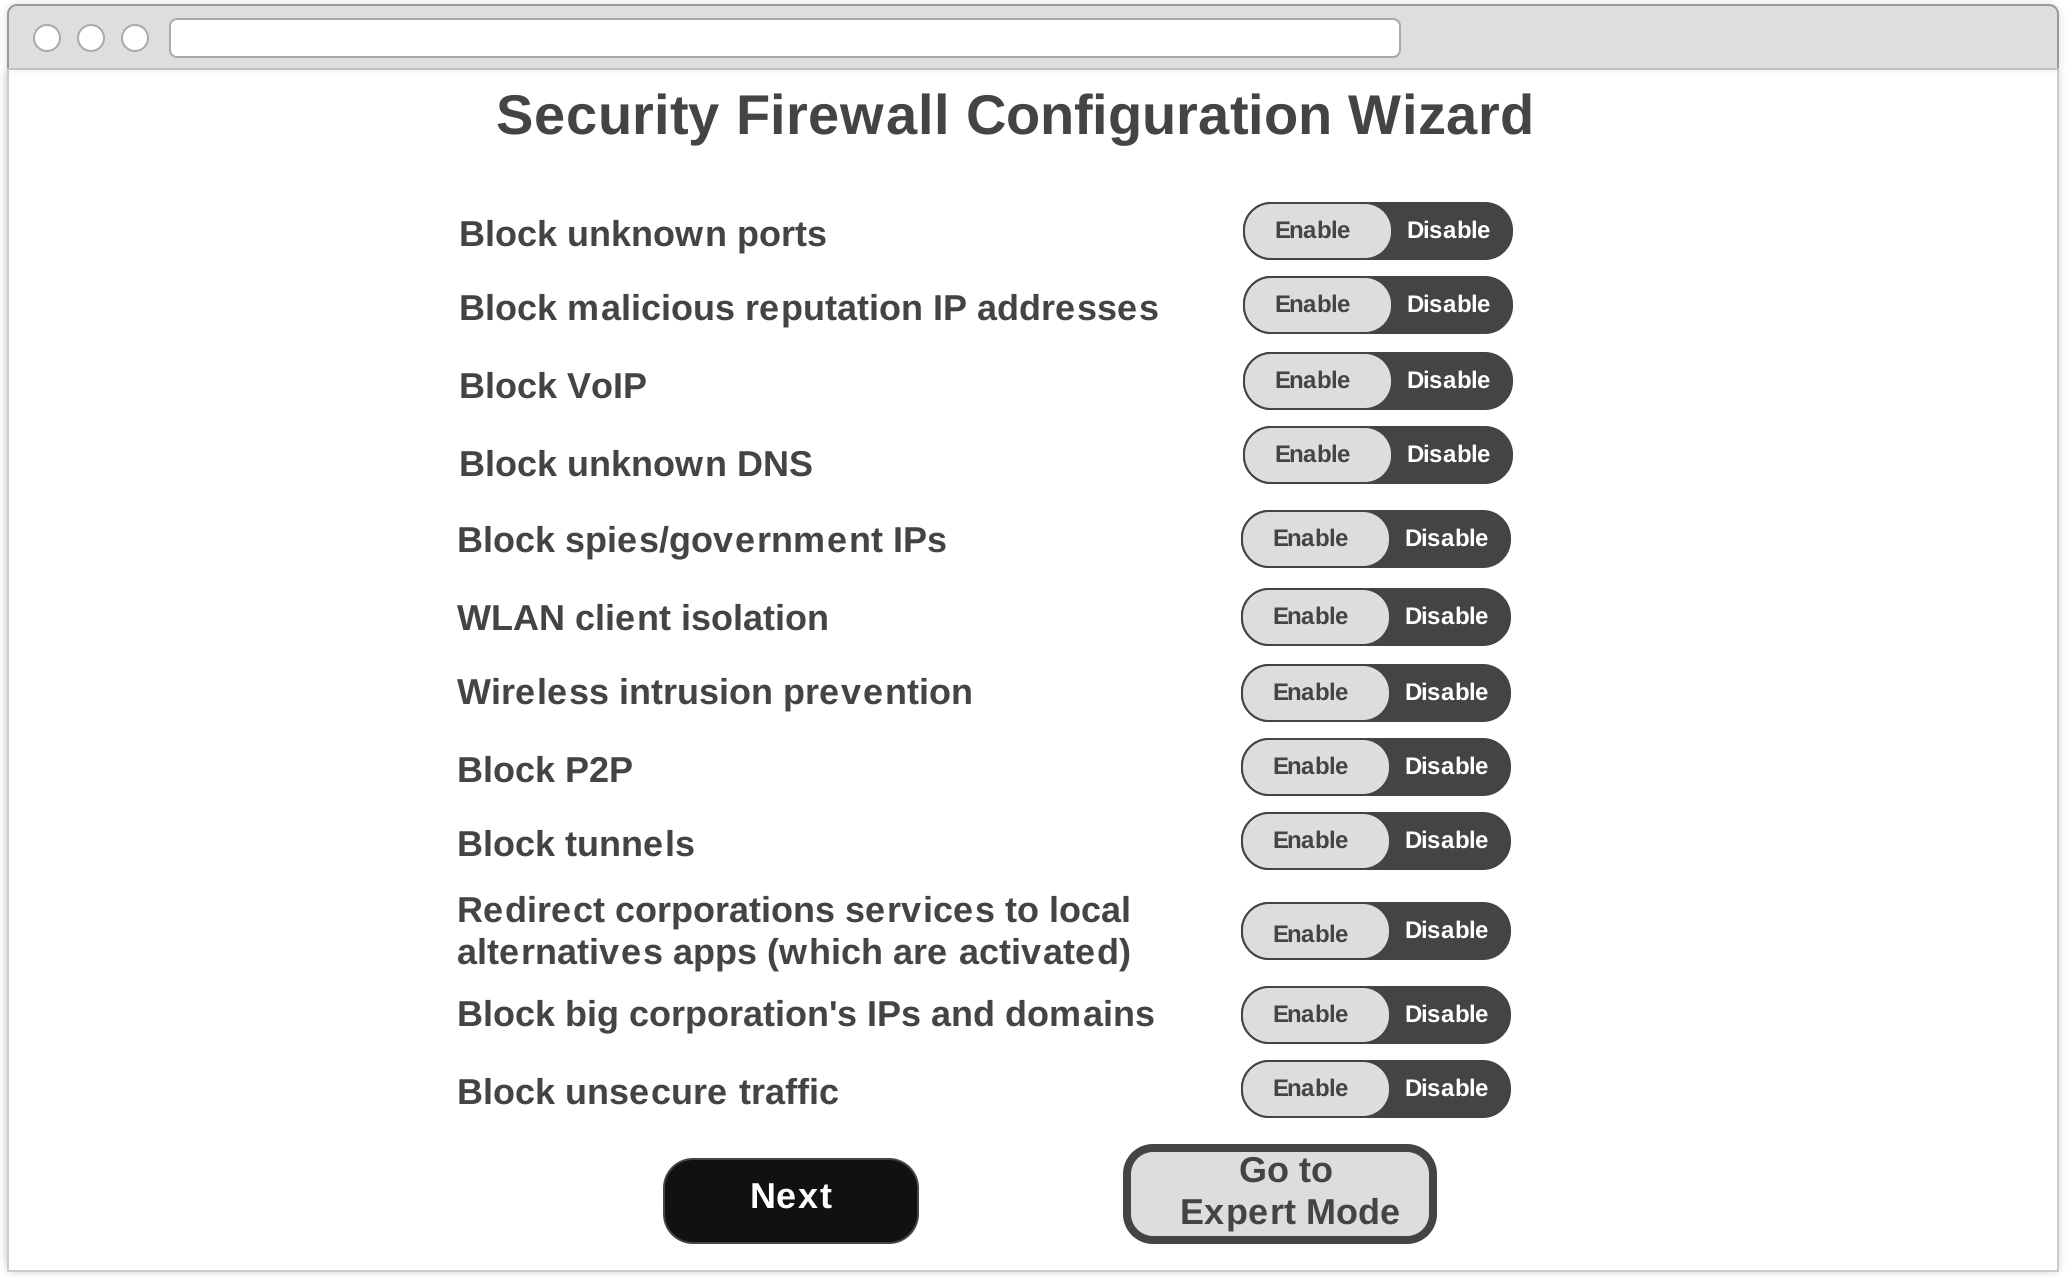 Security Firewall Configuration Wizard
Block unknown ports Enable Disable
Block malicious reputation IP addresses Enable Disable
Block VoIP Enable Disable
Block unknown DNS Enable Disable
Block spies/government IPs Enable Disable
WLAN client isolation Enable Disable
Wireless intrusion prevention Enable Disable
Block P2P Enable Disable
Block tunnels Enable Disable
Redirect corporations services to local
alternatives apps (which are activated) Enable Disable
Block big corporation's IPs and domains Enable Disable
Block unsecure traffic Enable Disable
Next
Go to
Expert Mode